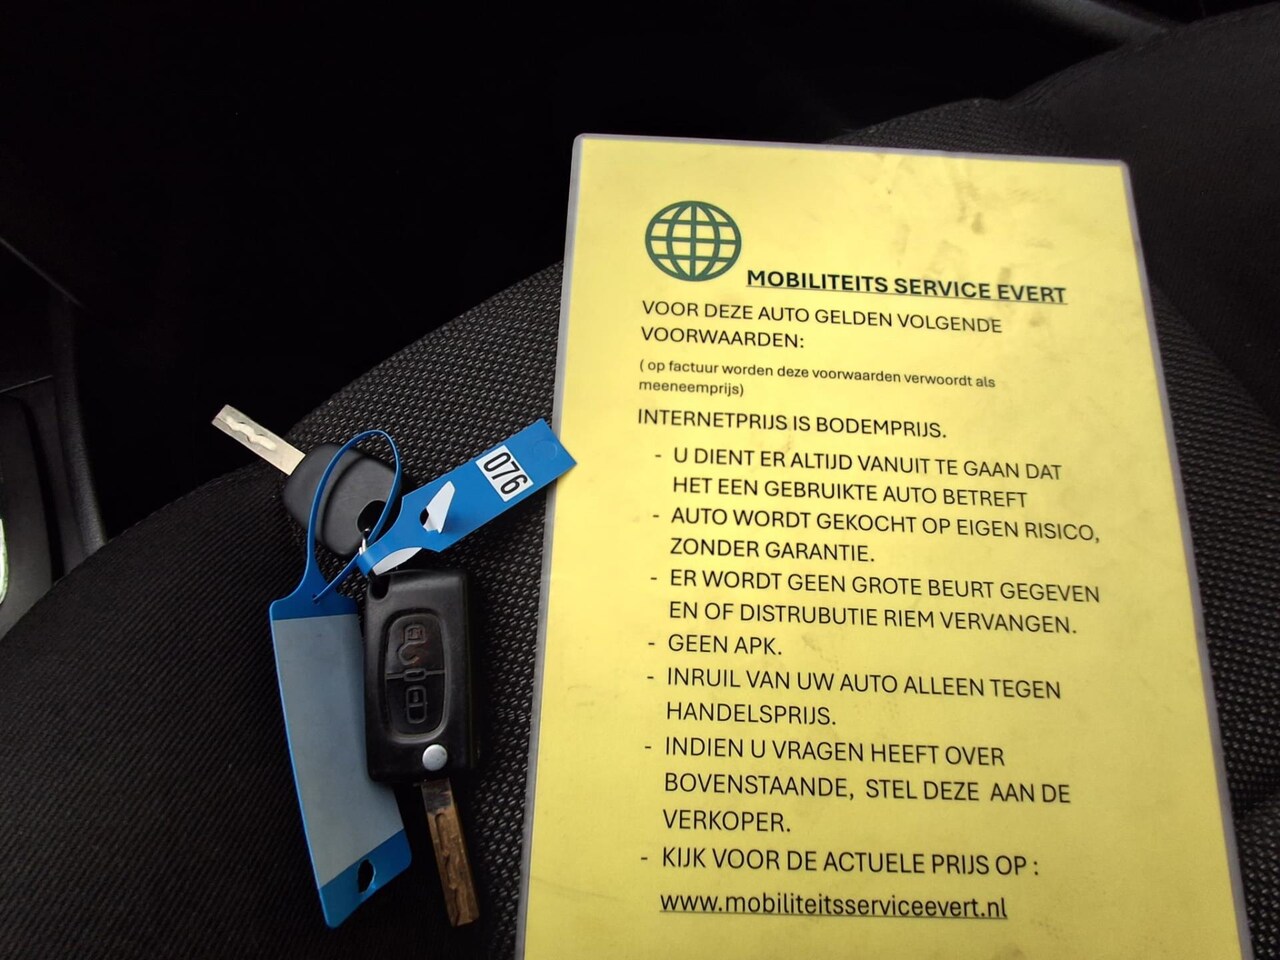 MOBILITEITS SERVICE EVERT
VOOR DEZE AUTO GELDEN VOLGENDE
VOORWAARDEN:
( op factuur worden deze voorwaarden verwoordt als
meeneemprijs)
INTERNETPRIJS IS BODEMPRIJS.
- U DIENT ER ALTIJD VANUIT TE GAAN DAT
HET EEN GEBRUIKTE AUTO BETREFT
- AUTO WORDT GEKOCHT OP EIGEN RISICO,
ZONDER GARANTIE.
- ER WORDT GEEN GROTE BEURT GEGEVEN
EN OF DISTRUBUTIE RIEM VERVANGEN.
- GEEN APK.
- INRUIL VAN UW AUTO ALLEEN TEGEN
HANDELSPRIJS.
- INDIEN U VRAGEN HEEFT OVER
BOVENSTAANDE, STEL DEZE AAN DE
VERKOPER.
- KIJK VOOR DE ACTUELE PRIJS OP :
www.mobiliteitsserviceevert.nl
076